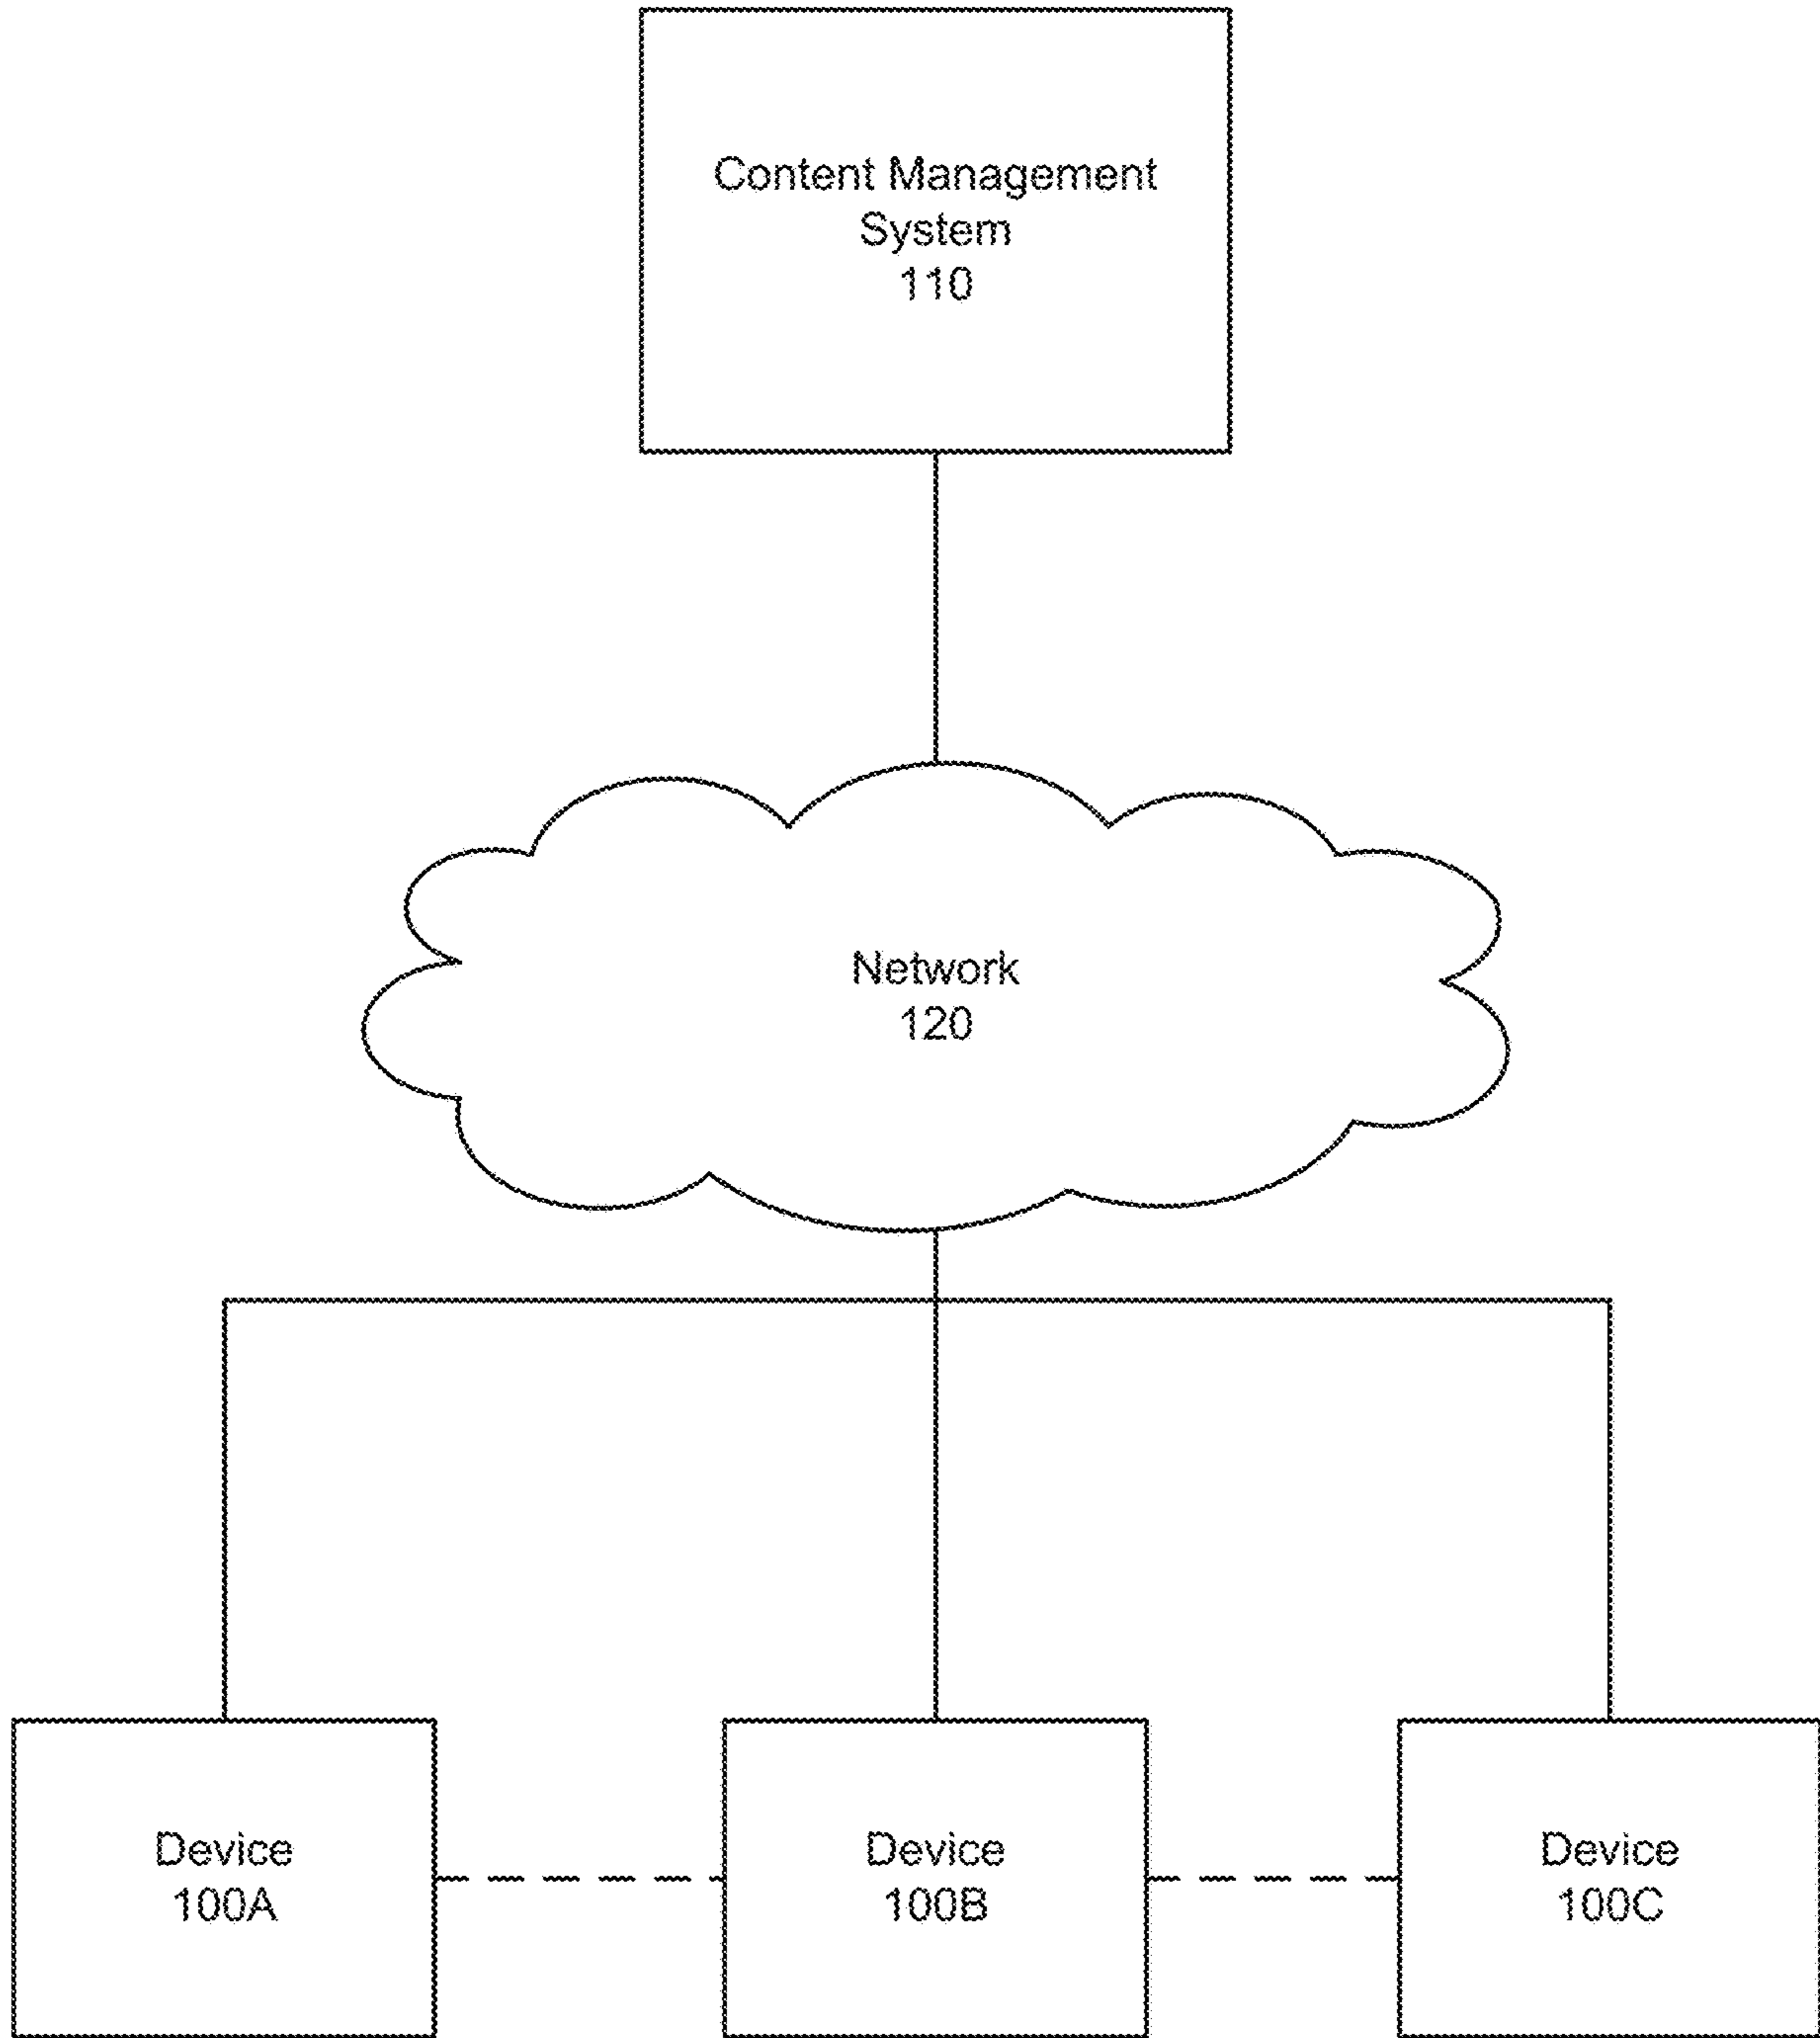 Content Management
System
110
Network
120
Device
100A
Device
100B
Device
100C